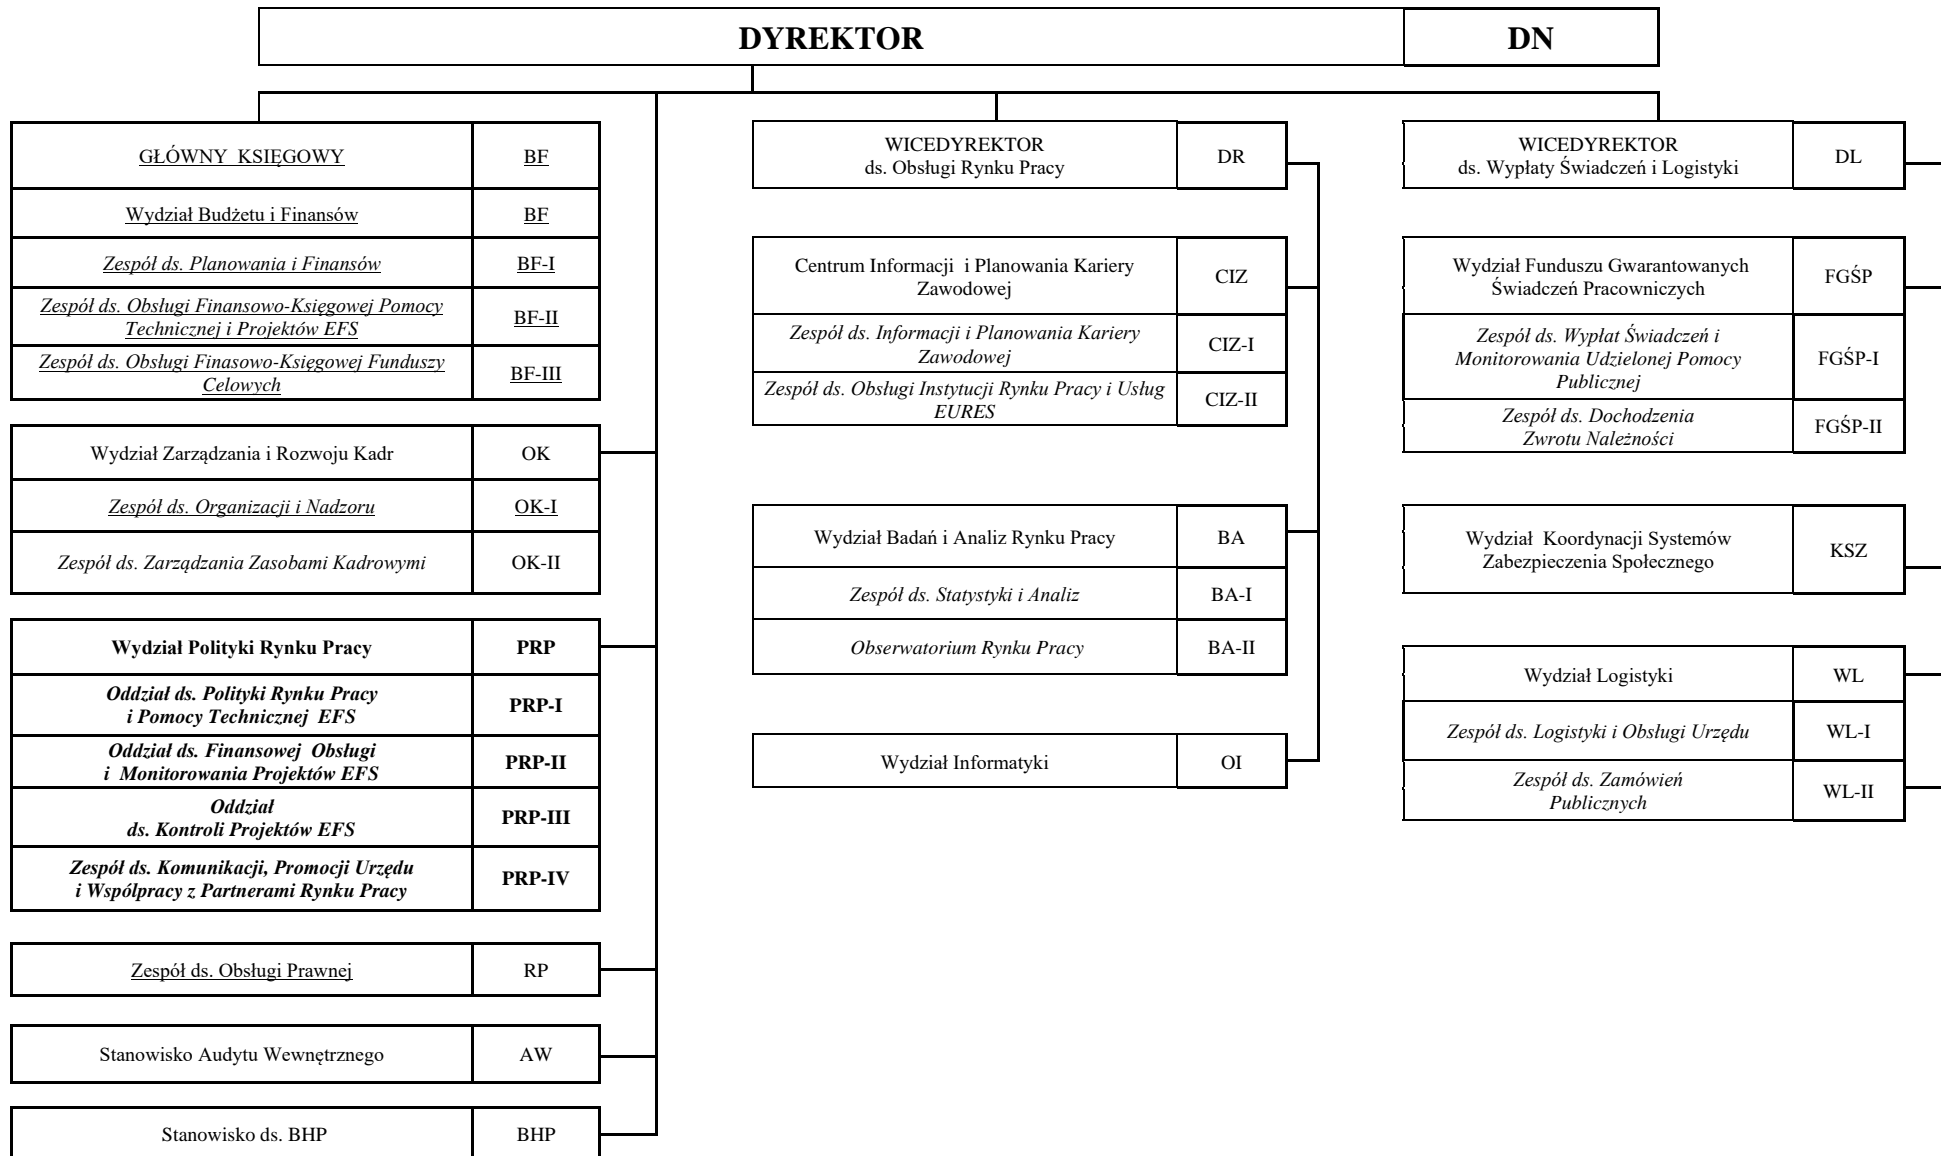 DYREKTOR DN
GŁÓWNY KSIĘGOWY BF
Wydział Budżetu i Finansów BF
Zespół ds. Planowania i Finansów BF-I
Zespół ds. Obsługi Finansowo-Księgowej Pomocy
Technicznej i Projektów EFS BF-II
Zespół ds. Obsługi Finasowo-Księgowej Funduszy
Celowych BF-III
Wydział Zarządzania i Rozwoju Kadr OK
Zespół ds. Organizacji i Nadzoru OK-I
Zespół ds. Zarządzania Zasobami Kadrowymi OK-II
Wydział Polityki Rynku Pracy PRP
Oddział ds. Polityki Rynku Pracy
i Pomocy Technicznej EFS PRP-I
Oddział ds. Finansowej Obsługi
i Monitorowania Projektów EFS PRP-II
Oddział
ds. Kontroli Projektów EFS PRP-III
Zespół ds. Komunikacji, Promocji Urzędu
i Współpracy z Partnerami Rynku Pracy PRP-IV
Zespół ds. Obsługi Prawnej RP
Stanowisko Audytu Wewnętrznego AW
Stanowisko ds. BHP BHP
WICEDYREKTOR
ds. Obsługi Rynku Pracy DR
Centrum Informacji i Planowania Kariery
Zawodowej CIZ
Zespół ds. Informacji i Planowania Kariery
Zawodowej CIZ-I
Zespół ds. Obsługi Instytucji Rynku Pracy i Usług
EURES CIZ-II
Wydział Badań i Analiz Rynku Pracy BA
Zespół ds. Statystyki i Analiz BA-I
Obserwatorium Rynku Pracy BA-II
Wydział Informatyki OI
WICEDYREKTOR
ds. Wypłaty Świadczeń i Logistyki DL
Wydział Funduszu Gwarantowanych
Świadczeń Pracowniczych FGŚP
Zespół ds. Wypłat Świadczeń i
Monitorowania Udzielonej Pomocy
Publicznej FGŚP-I
Zespół ds. Dochodzenia
Zwrotu Należności FGŚP-II
Wydział Koordynacji Systemów
Zabezpieczenia Społecznego KSZ
Wydział Logistyki WL
Zespół ds. Logistyki i Obsługi Urzędu WL-I
Zespół ds. Zamówień
Publicznych WL-II